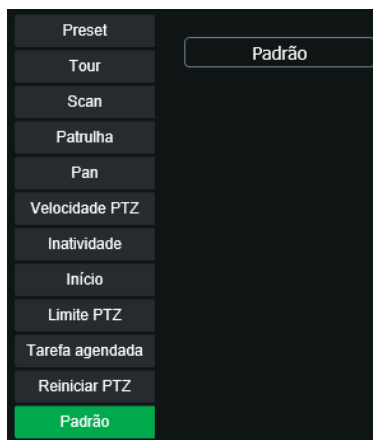 Preset
Tour
Scan
Patrulha
Pan
Velocidade PTZ
Inatividade
Início
Limite PTZ
Tarefa agendada
Reiniciar PTZ
Padrão
Padrão